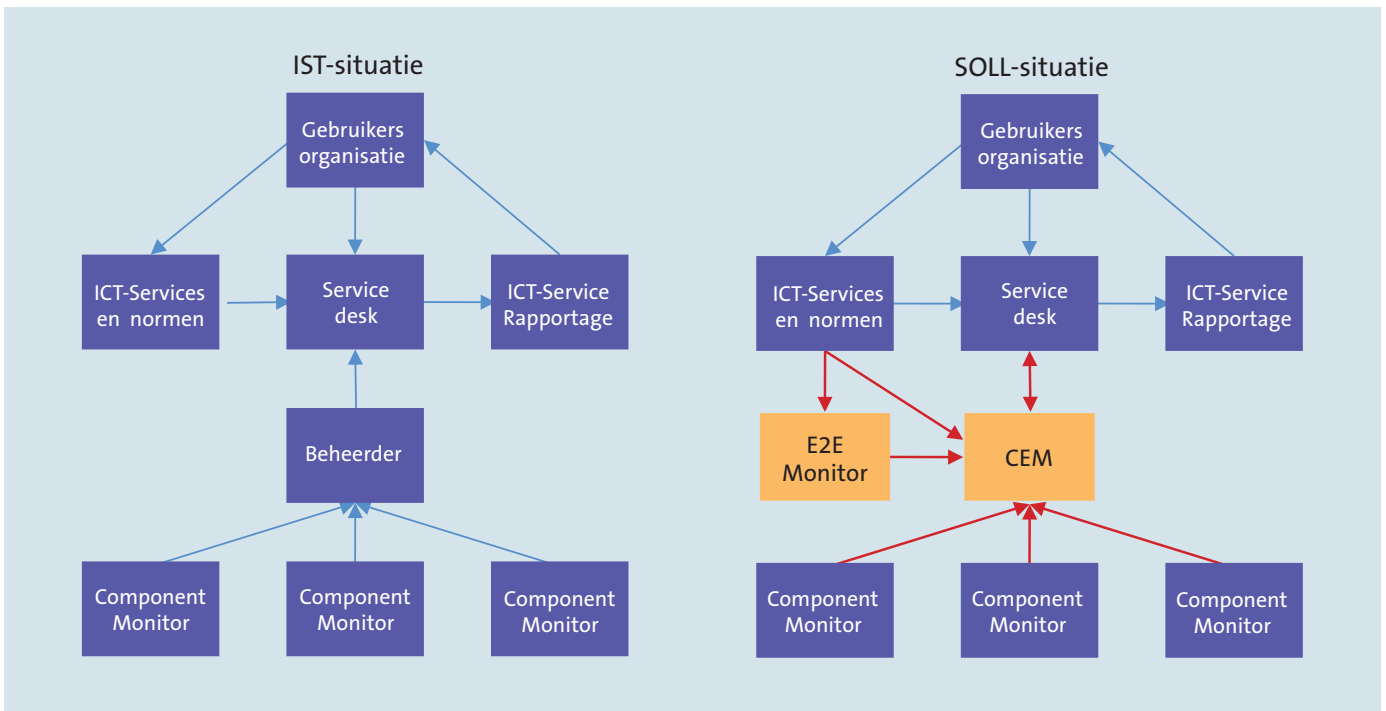 IST-situatie
Gebruikers
organisatie
ICT-Services
en normen
Service
desk
ICT-Service
Rapportage
Beheerder
Component
Monitor
Component
Monitor
Component
Monitor
SOLL-situatie
Gebruikers
organisatie
ICT-Services
en normen
Service
desk
ICT-Service
Rapportage
E2E
Monitor
CEM
Component
Monitor
Component
Monitor
Component
Monitor